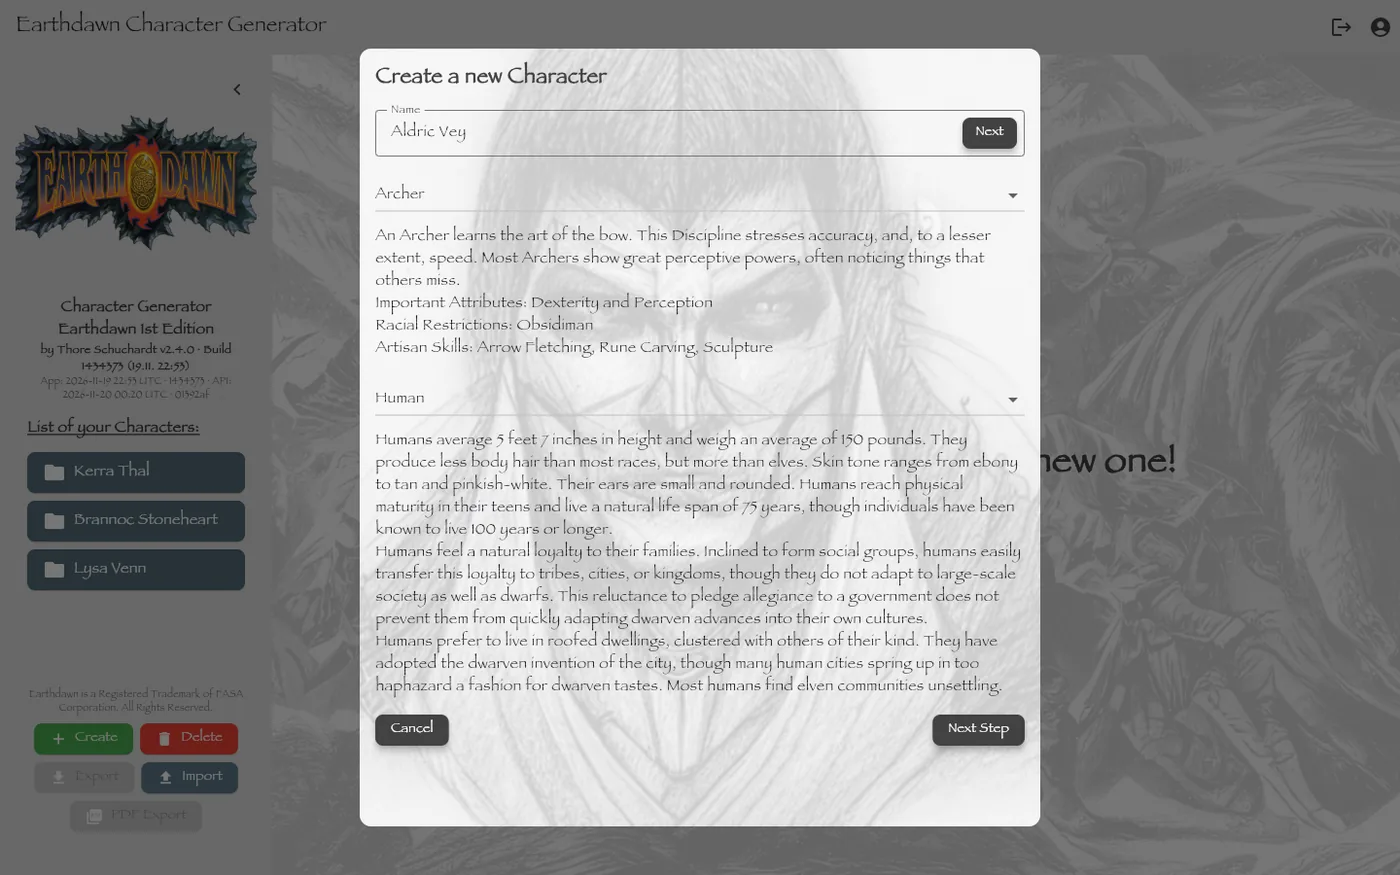 Earthdawn Character Generator
EARTHDAWN
Character Generator
Earthdawn 1st Edition
by Thore Schuchardt v2.4.0 · Build
1434373 (19.11. 22:53)
App: 2026-11-19 22:53 UTC · 1434373 · API:
2026-11-20 00:20 UTC · 01392af
List of your Characters:
Kerra Thal
Brannoc Stoneheart
Lysa Venn
Earthdawn is a Registered Trademark of FASA
Corporation. All Rights Reserved.
Create
Delete
Export
Import
PDF Export
Create a new Character
Name
Aldric Vey
Next
Archer
An Archer learns the art of the bow. This Discipline stresses accuracy, and, to a lesser
extent, speed. Most Archers show great perceptive powers, often noticing things that
others miss.
Important Attributes: Dexterity and Perception
Racial Restrictions: Obsidiman
Artisan Skills: Arrow Fletching, Rune Carving, Sculpture
Human
Humans average 5 feet 7 inches in height and weigh an average of 150 pounds. They
produce less body hair than most races, but more than elves. Skin tone ranges from ebony
to tan and pinkish-white. Their ears are small and rounded. Humans reach physical
maturity in their teens and live a natural life span of 75 years, though individuals have been
known to live 100 years or longer.
Humans feel a natural loyalty to their families. Inclined to form social groups, humans easily
transfer this loyalty to tribes, cities, or kingdoms, though they do not adapt to large-scale
society as well as dwarfs. This reluctance to pledge allegiance to a government does not
prevent them from quickly adapting dwarven advances into their own cultures.
Humans prefer to live in roofed dwellings, clustered with others of their kind. They have
adopted the dwarven invention of the city, though many human cities spring up in too
haphazard a fashion for dwarven tastes. Most humans find elven communities unsettling.
Cancel
Next Step
new one!